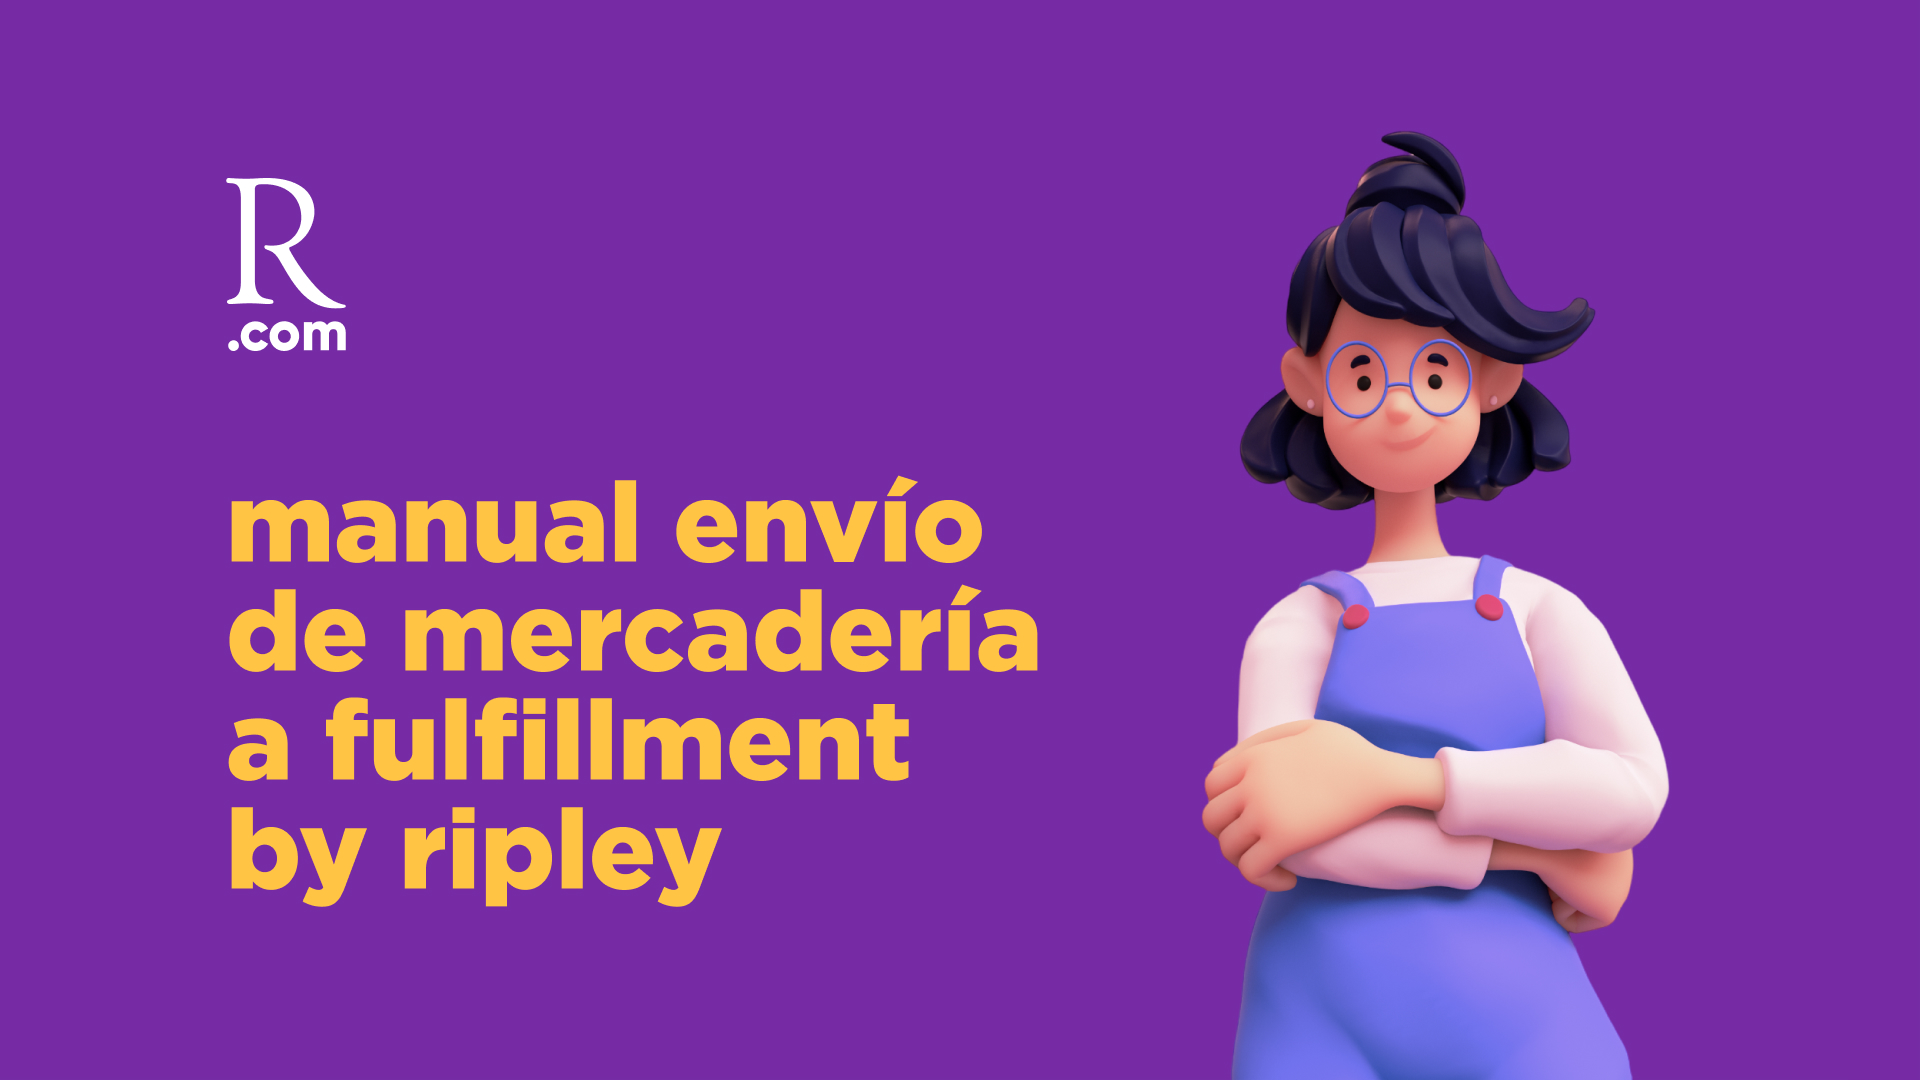 R
.com
manual envío
de mercadería
a fulfillment
by ripley